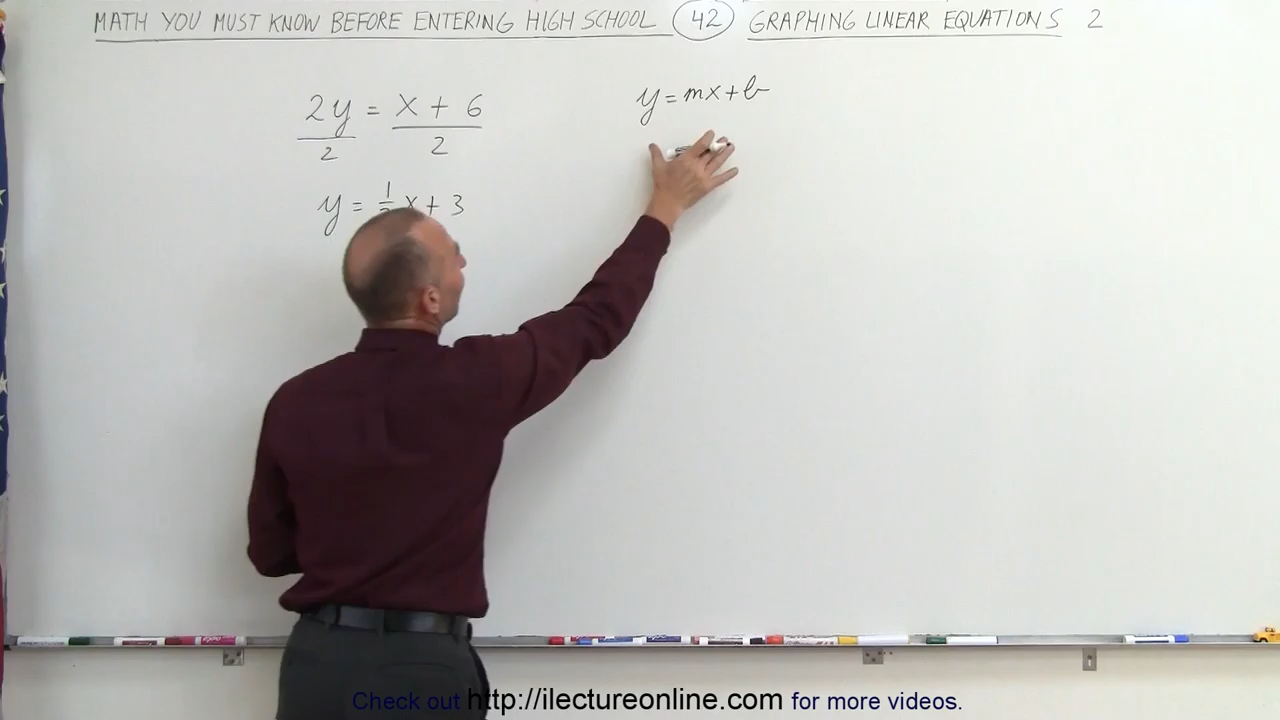 MATH YOU MUST KNOW BEFORE ENTERING HIGH SCHOOL 42 GRAPHING LINEAR EQUATIONS 2
2y = x + 6
2 2
y = 1 x + 3
y = mx + b
Check out http://ilectureonline.com for more videos.